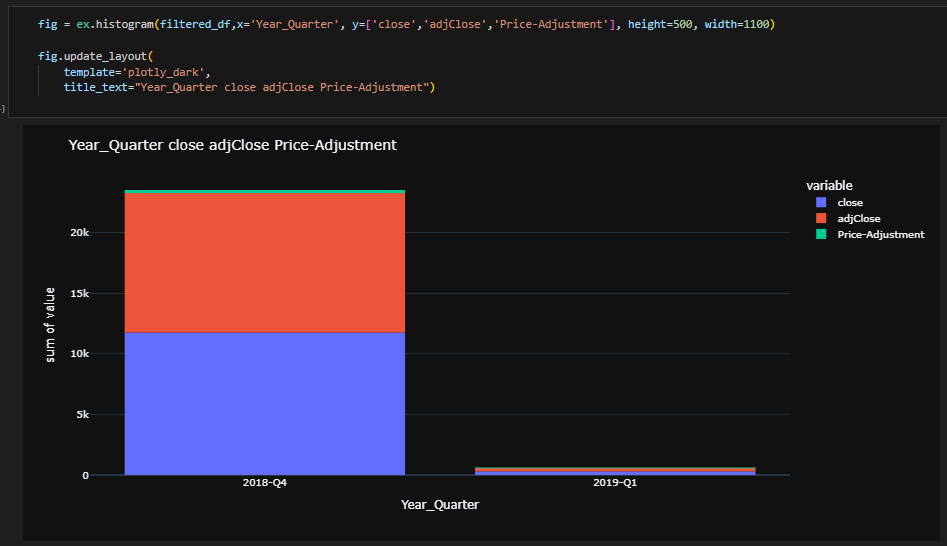 fig = ex.histogram(filtered_df,x='Year_Quarter', y=['close','adjClose','Price-Adjustment'], height=500, width=1100)
fig.update_layout(
template='plotly_dark',
title_text="Year_Quarter close adjClose Price-Adjustment")
]
Year_Quarter close adjClose Price-Adjustment
variable
close
adjClose
Price-Adjustment
20k
15k
10k
5k
0
sum of value
2018-Q4
2019-Q1
Year_Quarter